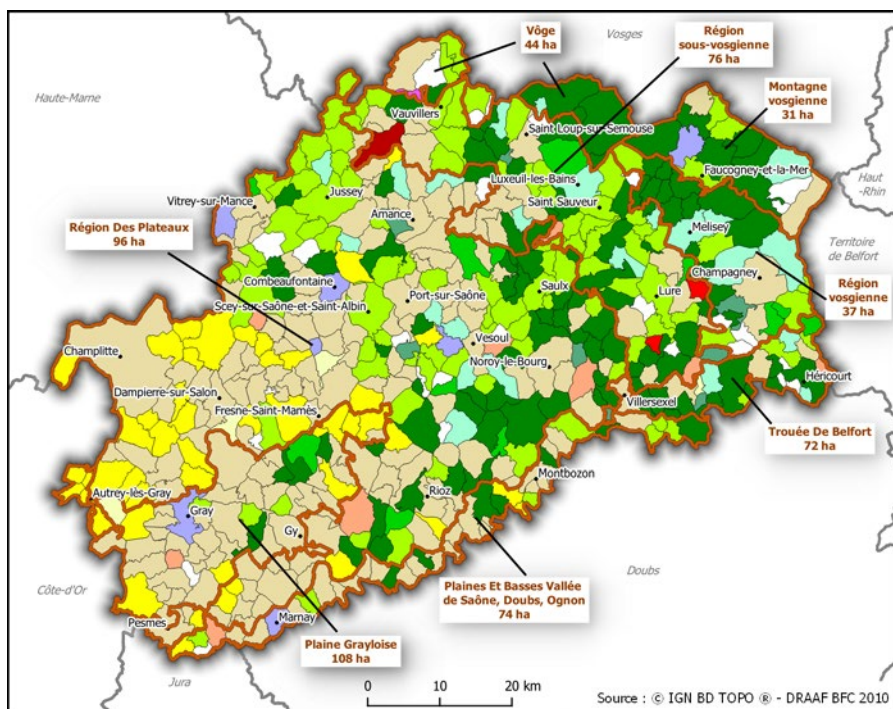 Vôge
44 ha
Vosges
Région
sous-vosgienne
76 ha
Haute-Marne
Montagne
vosgienne
31 ha
Vauvillers
Saint Loup-sur-Semouse
Faucogney-et-la-Mer
Haut
-Rhin
Luxeuil-les-Bains
Vitrey-sur-Mance
Jussey
Saint Sauveur
Amance
Région Des Plateaux
96 ha
Melisey
Territoire
de Belfort
Combeaufontaine
Champagney
Port-sur-Saône
Saulx
Lure
Scey-sur-Saône-et-Saint-Albin
Région
vosgienne
37 ha
Champlitte
Vesoul
Noroy-le-Bourg
Héricourt
Dampierre-sur-Salon
Villersexel
Fresne-Saint-Mamès
Trouée De Belfort
72 ha
Montbozon
Autrey-lès-Gray
Rioz
Gray
Gy
Côte-d'Or
Plaines Et Basses Vallée
de Saône, Doubs, Ognon
74 ha
Doubs
Pesmes
Marnay
Plaine Grayloise
108 ha
Jura
0 10 20 km
Source : © IGN BD TOPO ® - DRAAF BFC 2010